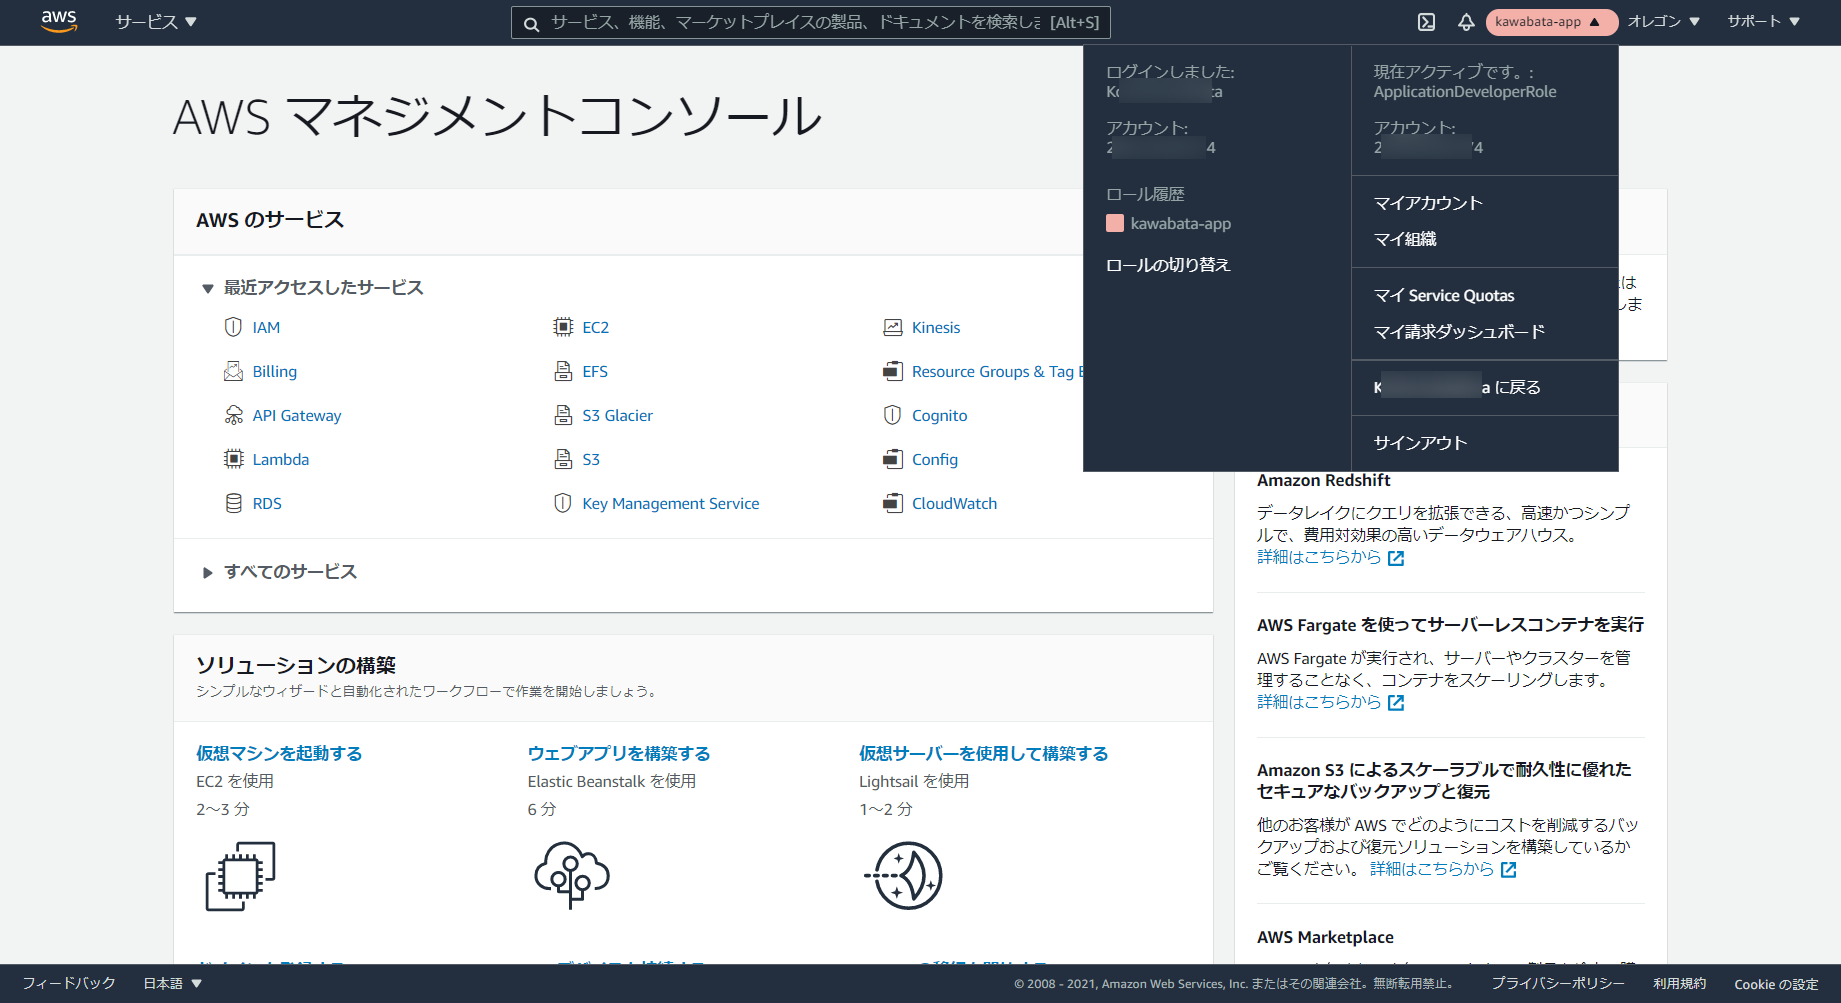 aws
サービス
サービス、機能、マーケットプレイスの製品、ドキュメントを検索しま [Alt+S]
kawabata-app
オレゴン
サポート
ログインしました:
アカウント:
ロール履歴
kawabata-app
ロールの切り替え
現在アクティブです。:
ApplicationDeveloperRole
アカウント:
マイアカウント
マイ組織
マイ Service Quotas
マイ請求ダッシュボード
に戻る
サインアウト
AWS マネジメントコンソール
AWS のサービス
最近アクセスしたサービス
IAM
EC2
Kinesis
Billing
EFS
Resource Groups & Tag
API Gateway
S3 Glacier
Cognito
Lambda
S3
Config
RDS
Key Management Service
CloudWatch
すべてのサービス
ソリューションの構築
シンプルなウィザードと自動化されたワークフローで作業を開始しましょう。
仮想マシンを起動する
EC2 を使用
2～3 分
ウェブアプリを構築する
Elastic Beanstalk を使用
6 分
仮想サーバーを使用して構築する
Lightsail を使用
1～2 分
Amazon Redshift
データレイクにクエリを拡張できる、高速かつシンプ
ルで、費用対効果の高いデータウェアハウス。
詳細はこちらから
AWS Fargate を使ってサーバーレスコンテナを実行
AWS Fargate が実行され、サーバーやクラスターを管
理することなく、コンテナをスケーリングします。
詳細はこちらから
Amazon S3 によるスケーラブルで耐久性に優れた
セキュアなバックアップと復元
他のお客様が AWS でどのようにコストを削減するバッ
クアップおよび復元ソリューションを構築しているか
ご覧ください。 詳細はこちらから
AWS Marketplace
フィードバック
日本語
© 2008 - 2021, Amazon Web Services, Inc. またはその関連会社。無断転用禁止。
プライバシーポリシー
利用規約
Cookie の設定